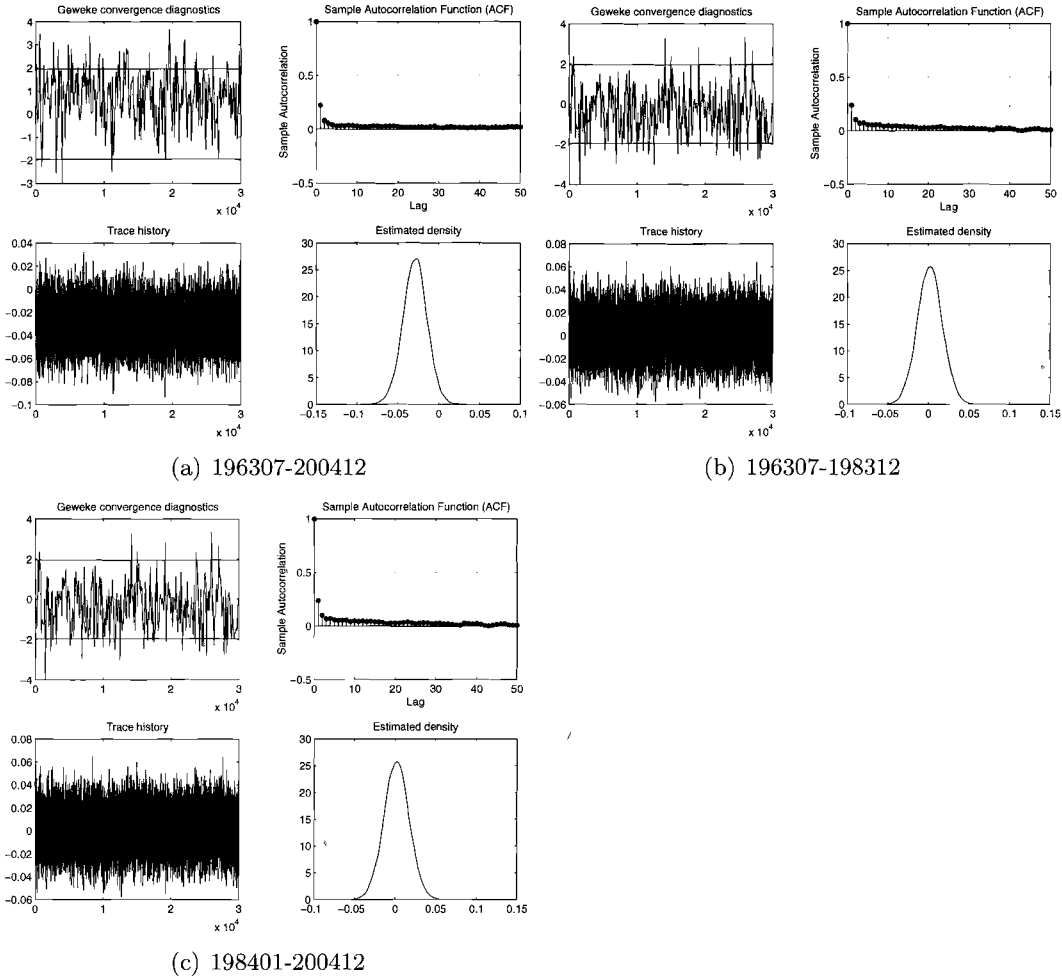 Geweke convergence diagnostics
4
3
2
1
0
−1
−2
−3
0 1 2 3
x 10^4
Sample Autocorrelation Function (ACF)
Sample Autocorrelation
1
0.5
0
−0.5
0 10 20 30 40 50
Lag
Trace history
0.04
0.02
0
−0.02
−0.04
−0.06
−0.08
−0.1
0 1 2 3
x 10^4
Estimated density
30
25
20
15
10
5
0
−0.15 −0.1 −0.05 0 0.05 0.1
(a) 196307-200412
Geweke convergence diagnostics
4
2
0
−2
−4
0 1 2 3
x 10^4
Sample Autocorrelation Function (ACF)
Sample Autocorrelation
1
0.5
0
−0.5
0 10 20 30 40 50
Lag
Trace history
0.08
0.06
0.04
0.02
0
−0.02
−0.04
−0.06
0 1 2 3
x 10^4
Estimated density
30
25
20
15
10
5
0
−0.1 −0.05 0 0.05 0.1 0.15
(b) 196307-198312
Geweke convergence diagnostics
4
2
0
−2
−4
0 1 2 3
x 10^4
Sample Autocorrelation Function (ACF)
Sample Autocorrelation
1
0.5
0
−0.5
0 10 20 30 40 50
Lag
Trace history
0.08
0.06
0.04
0.02
0
−0.02
−0.04
−0.06
0 1 2 3
x 10^4
Estimated density
30
25
20
15
10
5
0
−0.1 −0.05 0 0.05 0.1 0.15
(c) 198401-200412